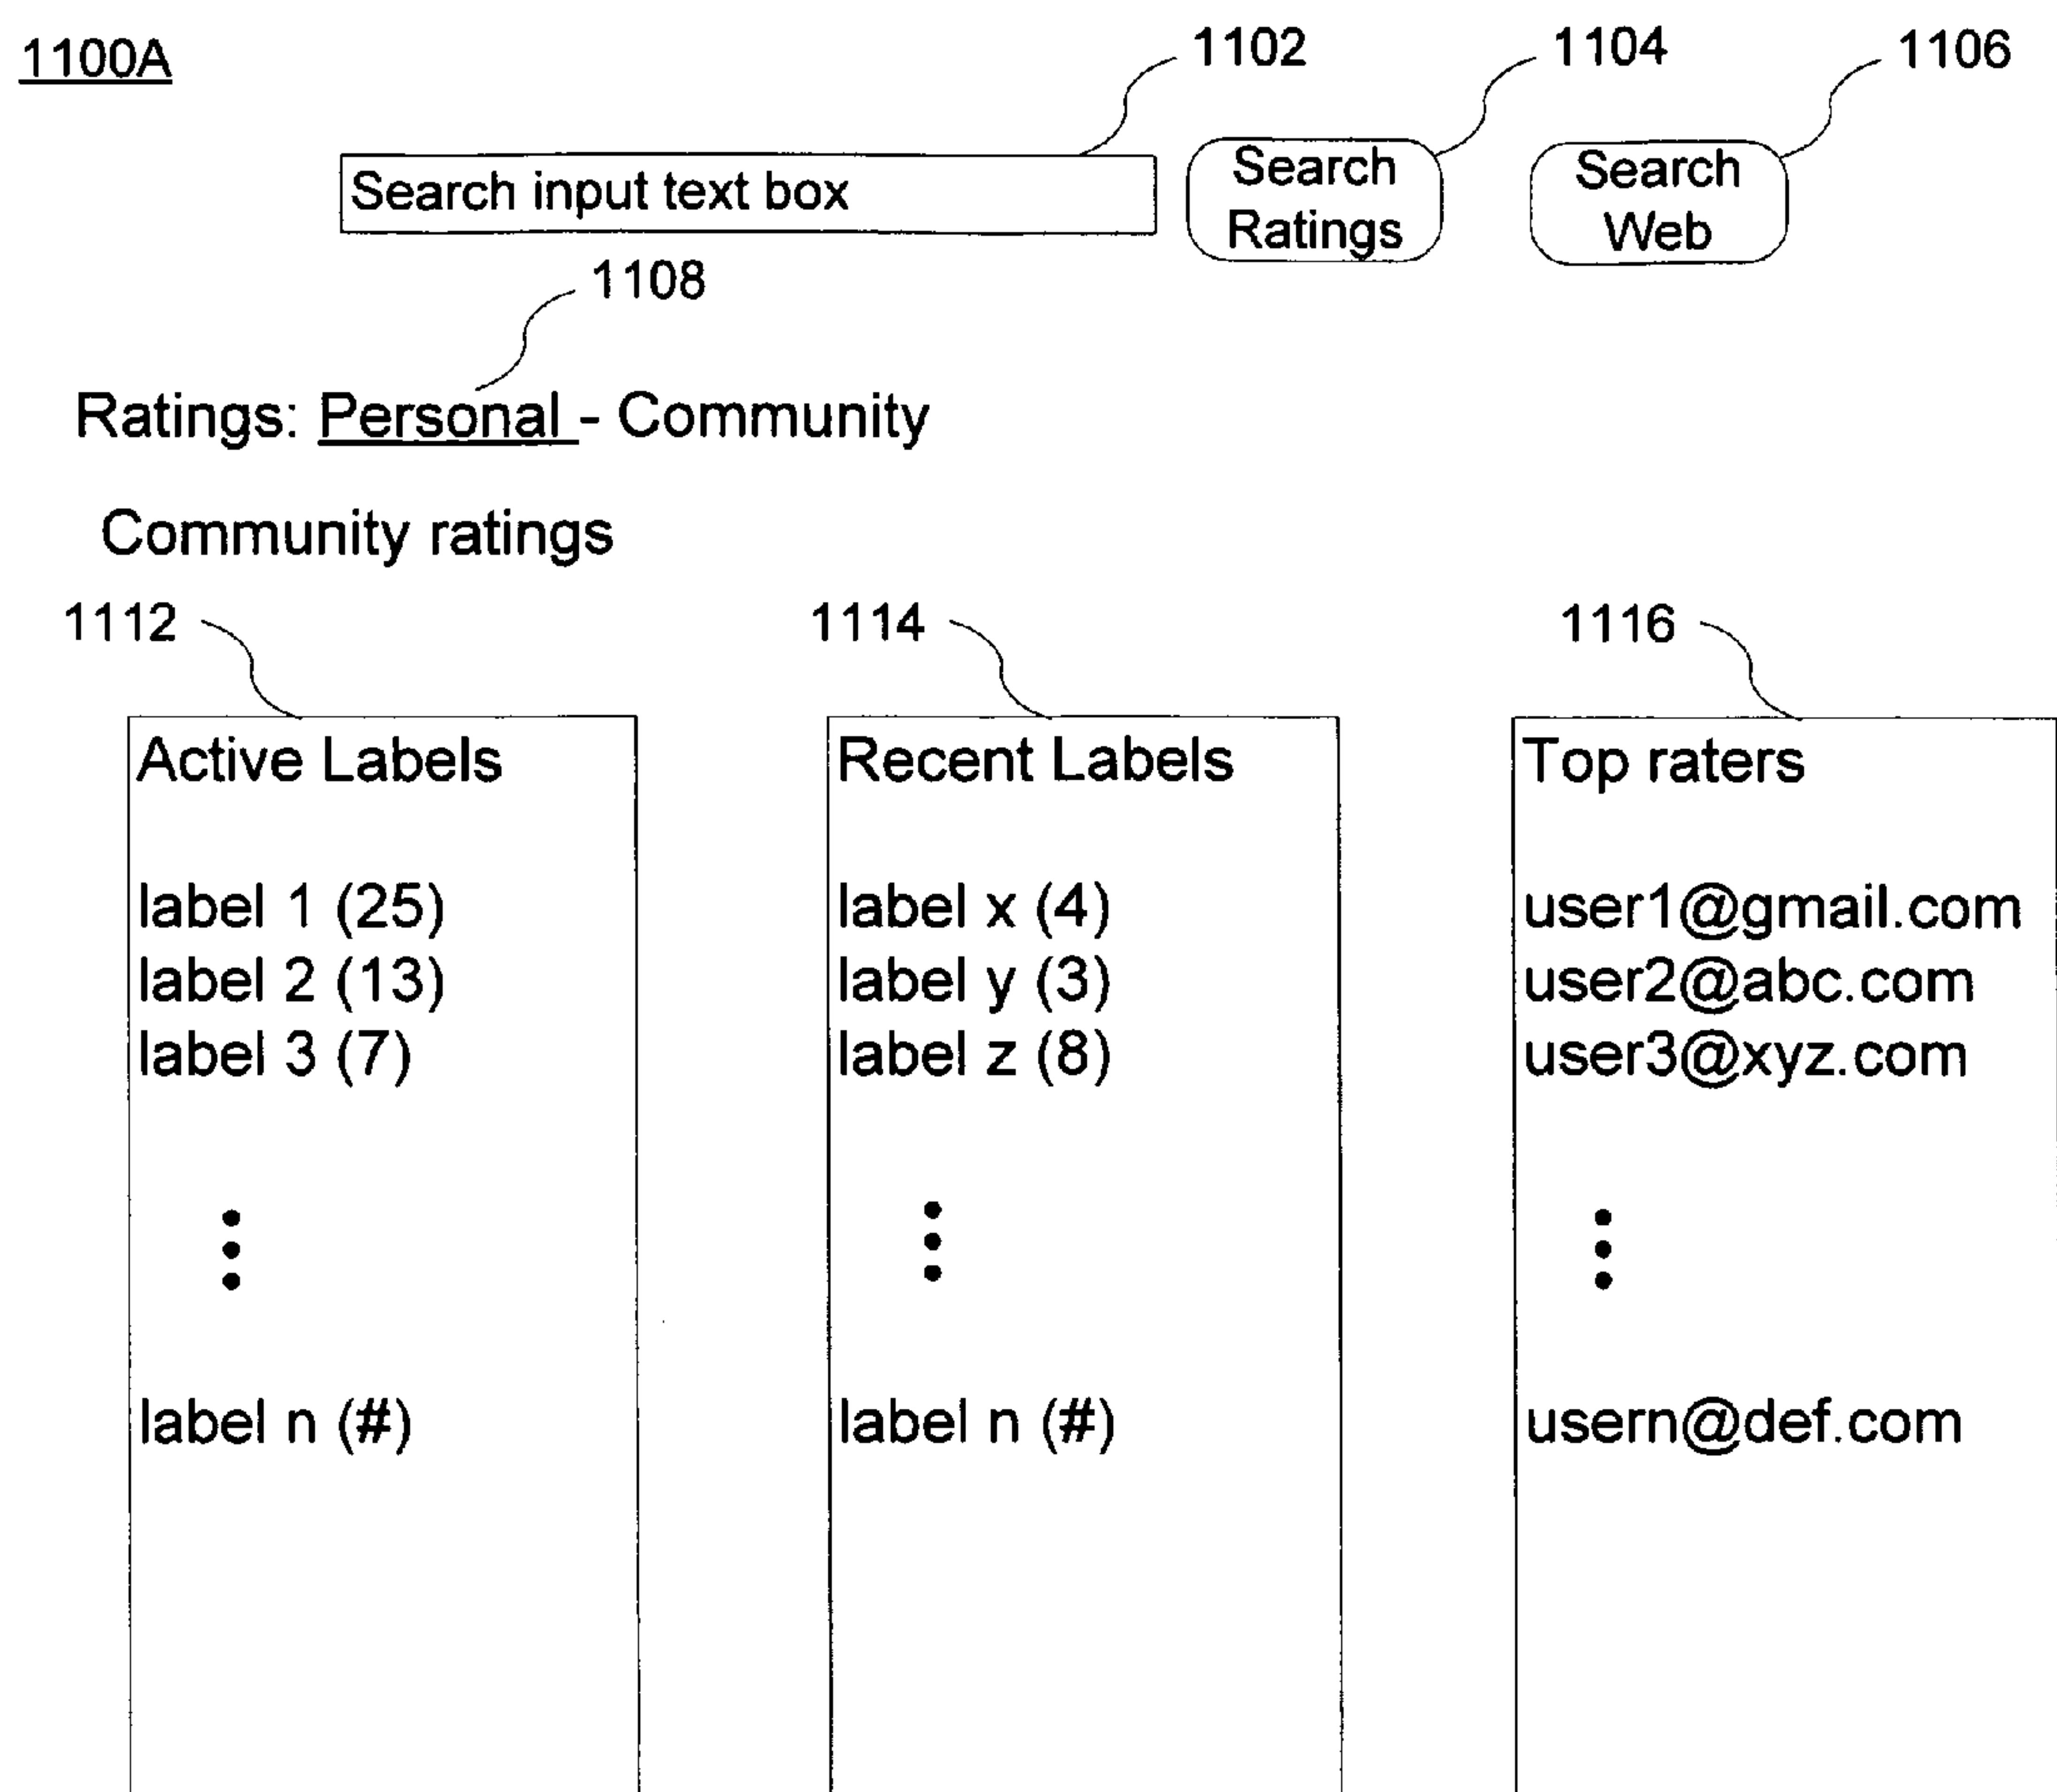 1100A
1102
1104
1106
Search input text box
Search
Ratings
Search
Web
1108
Ratings: Personal - Community
Community ratings
1112
1114
1116
Active Labels
label 1 (25)
label 2 (13)
label 3 (7)
label n (#)
Recent Labels
label x (4)
label y (3)
label z (8)
label n (#)
Top raters
user1@gmail.com
user2@abc.com
user3@xyz.com
usern@def.com